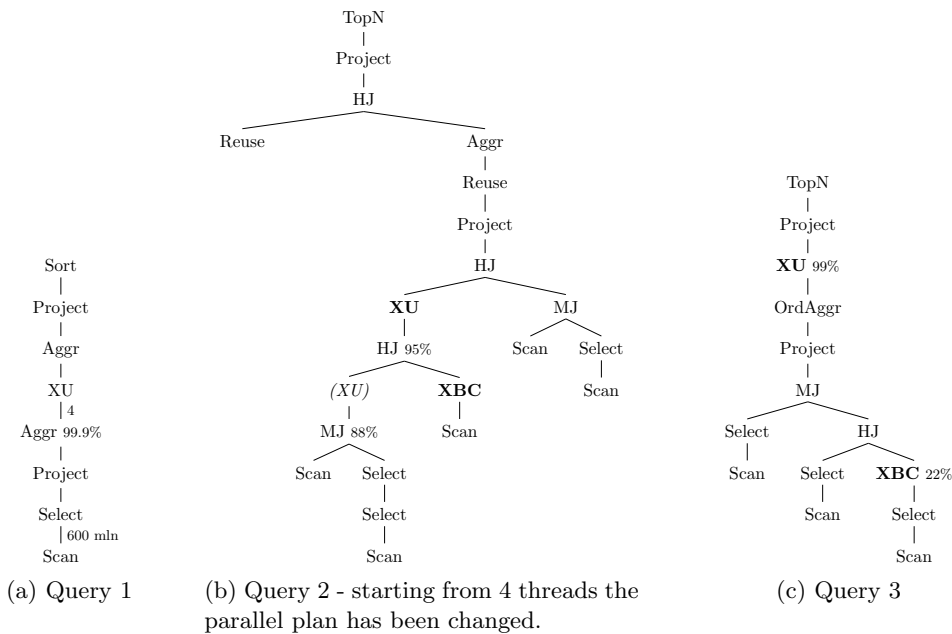 TopN
Project
HJ
Reuse
Aggr
Reuse
Project
HJ
XU
MJ
HJ 95%
Scan
Select
(XU)
XBC
Scan
MJ 88%
Scan
Scan
Select
Select
Scan
Sort
Project
Aggr
XU
4
Aggr 99.9%
Project
Select
600 mln
Scan
TopN
Project
XU 99%
OrdAggr
Project
MJ
Select
HJ
Scan
Select
XBC 22%
Scan
Select
Scan
(a) Query 1
(b) Query 2 - starting from 4 threads the
parallel plan has been changed.
(c) Query 3